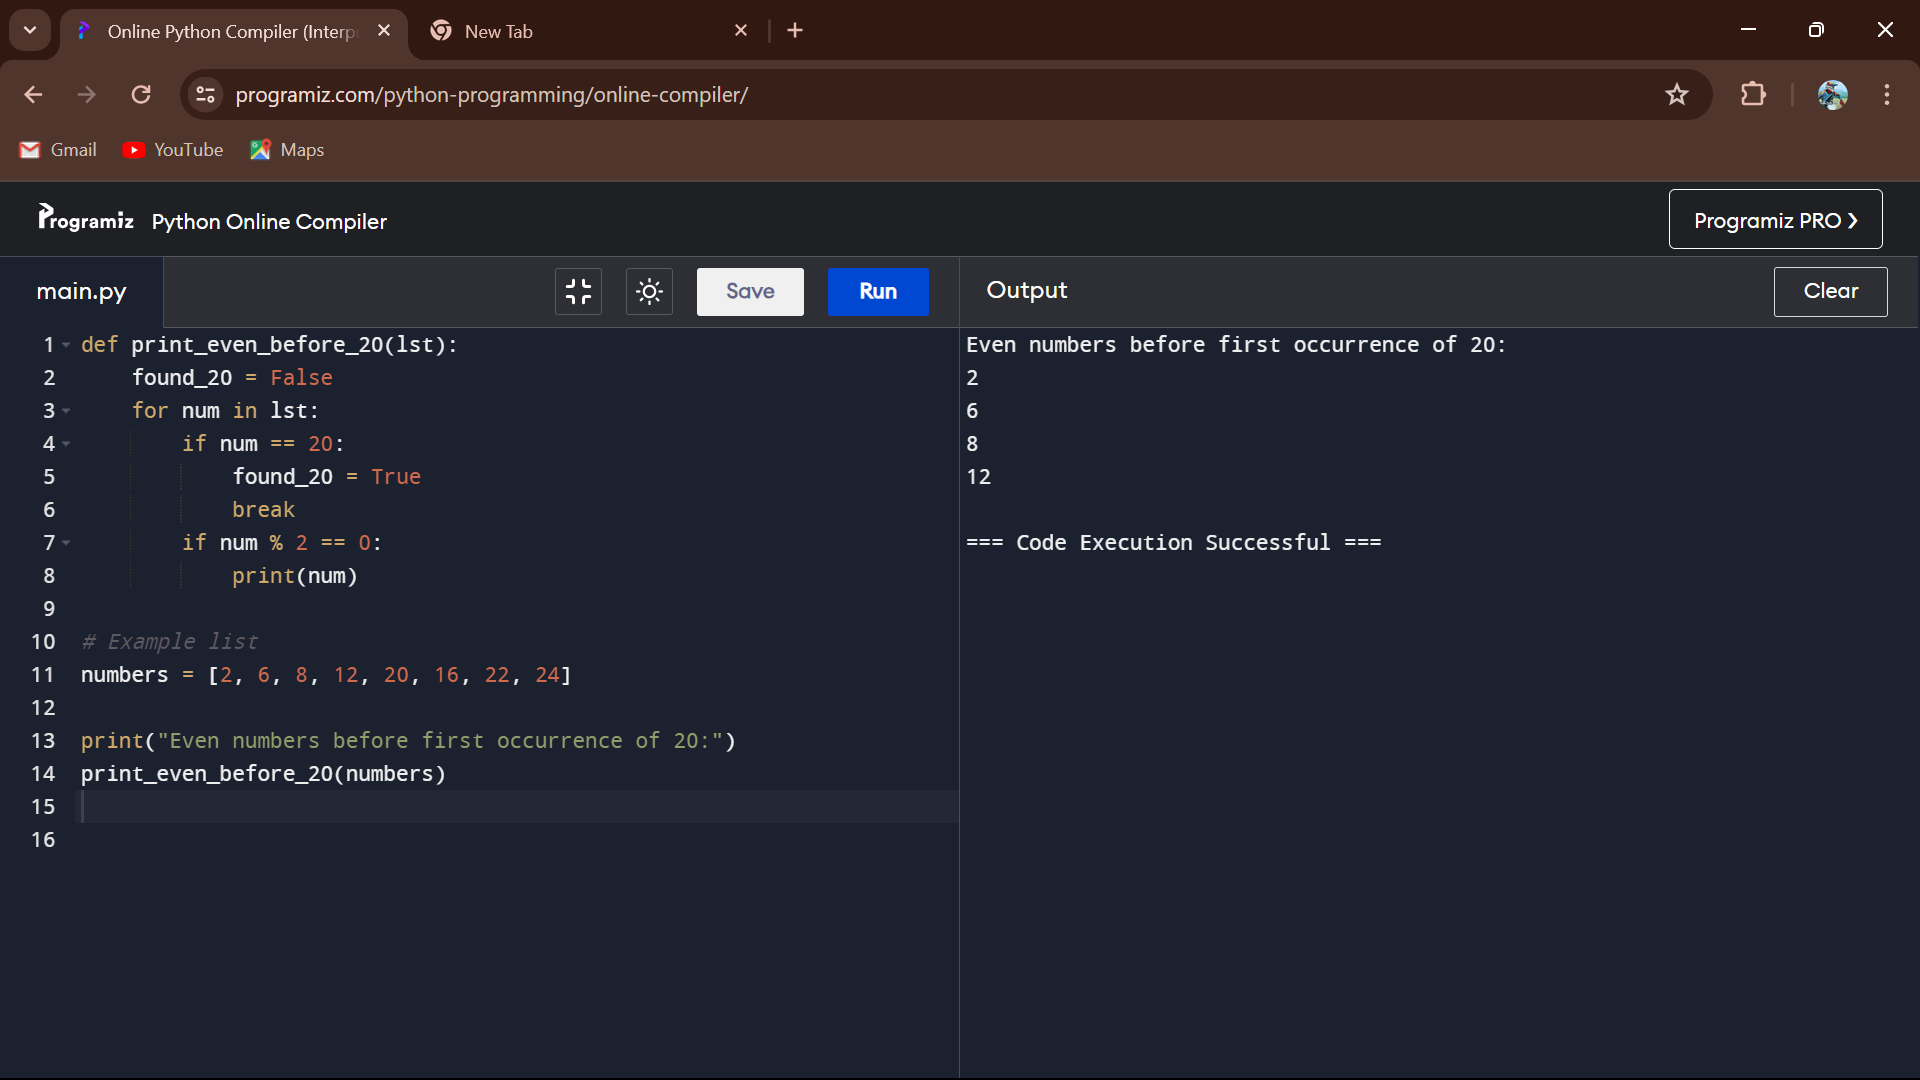 Online Python Compiler (Interp
New Tab
programiz.com/python-programming/online-compiler/
Gmail
YouTube
Maps
Programiz Python Online Compiler
Programiz PRO ❯
main.py
Save
Run
Output
Clear
1 def print_even_before_20(lst):
2     found_20 = False
3     for num in lst:
4         if num == 20:
5             found_20 = True
6             break
7         if num % 2 == 0:
8             print(num)
9
10 # Example list
11 numbers = [2, 6, 8, 12, 20, 16, 22, 24]
12
13 print("Even numbers before first occurrence of 20:")
14 print_even_before_20(numbers)
15
16
Even numbers before first occurrence of 20:
2
6
8
12
=== Code Execution Successful ===